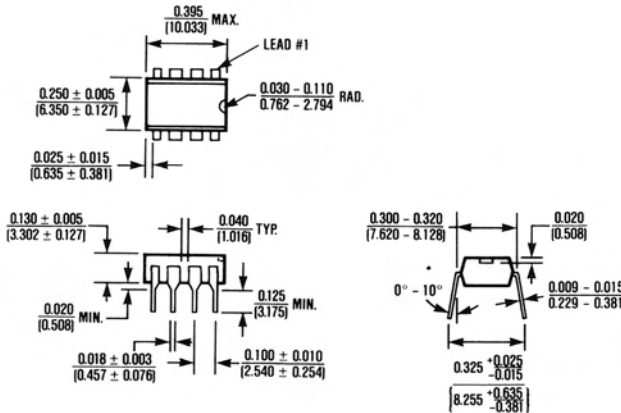 0.395
(10.033)
MAX.
LEAD #1
0.250 ± 0.005
(6.350 ± 0.127)
0.030 - 0.110
0.762 - 2.794
RAD.
0.025 ± 0.015
(0.635 ± 0.381)
0.130 ± 0.005
(3.302 ± 0.127)
0.040
(1.016)
TYP.
0.300 - 0.320
(7.620 - 8.128)
0.020
(0.508)
0.020
(0.508)
MIN.
0.125
(3.175)
MIN.
0° - 10°
0.009 - 0.015
0.229 - 0.381
0.018 ± 0.003
(0.457 ± 0.076)
0.100 ± 0.010
(2.540 ± 0.254)
0.325 +0.025
-0.015
(8.255 +0.635
-0.381)